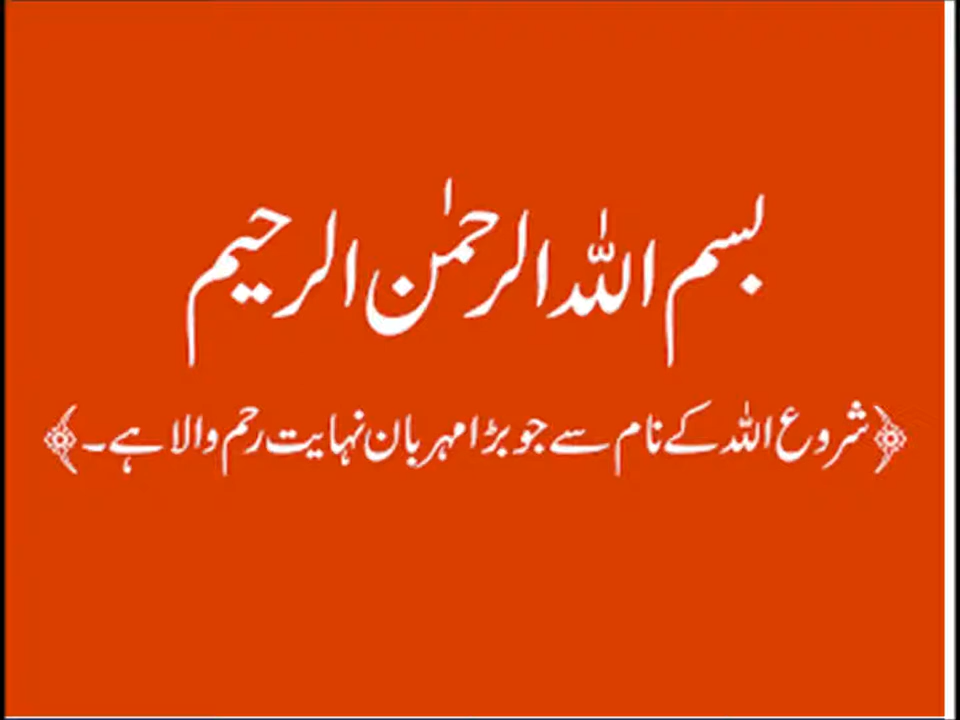 بسم اللہ الرحمٰن الرحیم
﴿شروع اللہ کے نام سے جو بڑا مہربان نہایت رحم والا ہے۔﴾